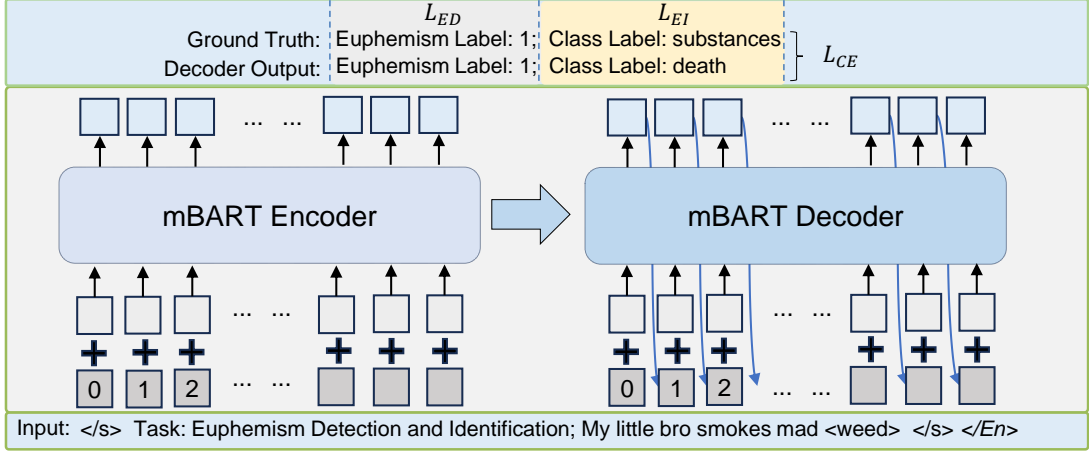 L_ED L_EI
Ground Truth: Euphemism Label: 1; Class Label: substances
Decoder Output: Euphemism Label: 1; Class Label: death
L_CE
... ... ... ...
mBART Encoder mBART Decoder
... ... ... ...
0 1 2 ... ... 0 1 2 ... ...
Input: </s> Task: Euphemism Detection and Identification; My little bro smokes mad <weed> </s> </En>